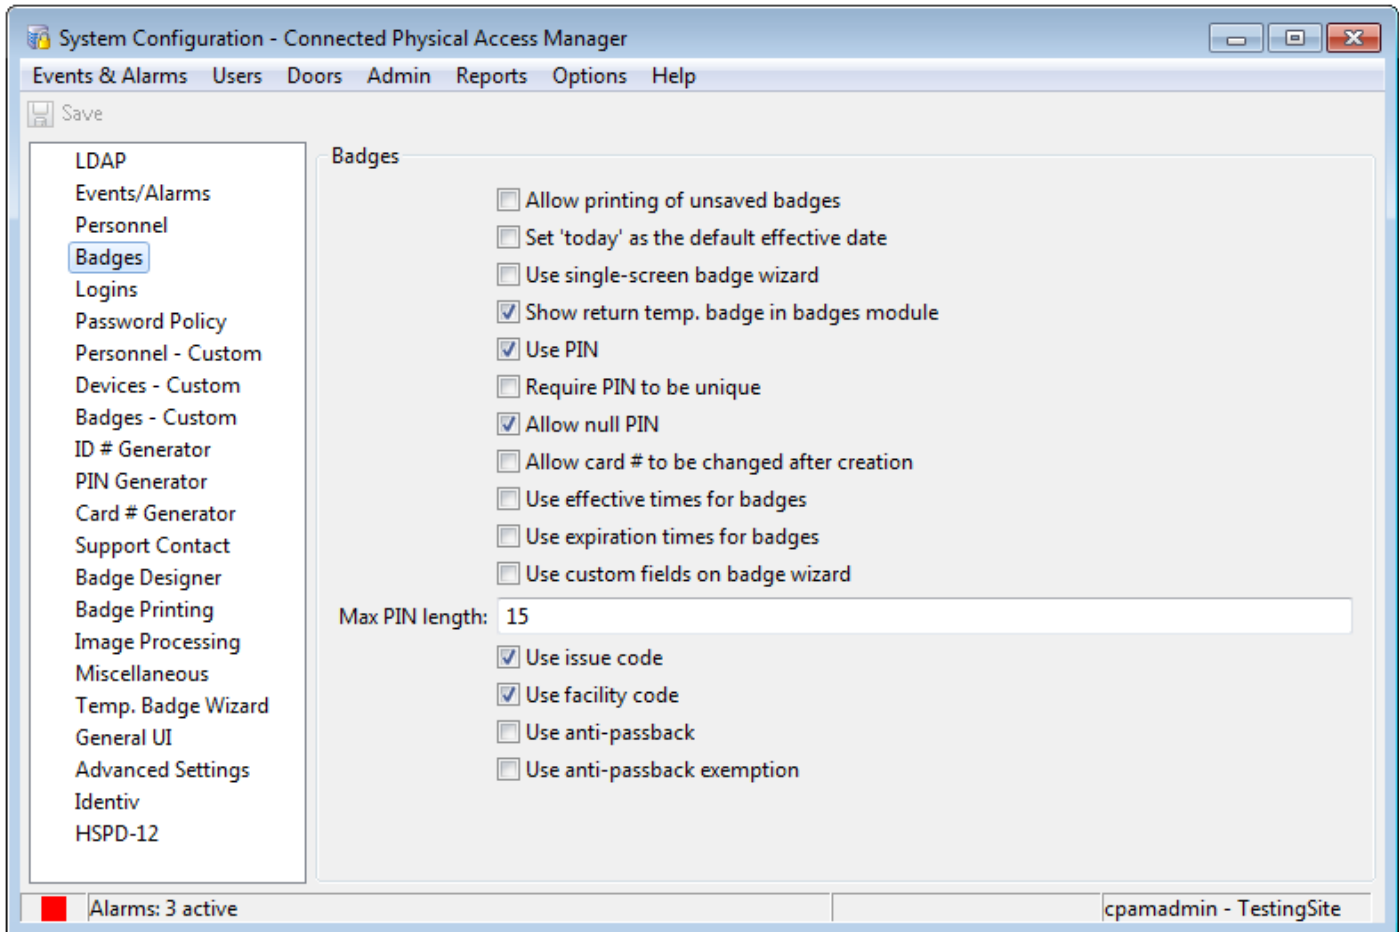 System Configuration - Connected Physical Access Manager
Events & Alarms Users Doors Admin Reports Options Help
Save
LDAP
Events/Alarms
Personnel
Badges
Logins
Password Policy
Personnel - Custom
Devices - Custom
Badges - Custom
ID # Generator
PIN Generator
Card # Generator
Support Contact
Badge Designer
Badge Printing
Image Processing
Miscellaneous
Temp. Badge Wizard
General UI
Advanced Settings
Identiv
HSPD-12
Badges
Allow printing of unsaved badges
Set 'today' as the default effective date
Use single-screen badge wizard
Show return temp. badge in badges module
Use PIN
Require PIN to be unique
Allow null PIN
Allow card # to be changed after creation
Use effective times for badges
Use expiration times for badges
Use custom fields on badge wizard
Max PIN length: 15
Use issue code
Use facility code
Use anti-passback
Use anti-passback exemption
Alarms: 3 active
cpamadmin - TestingSite